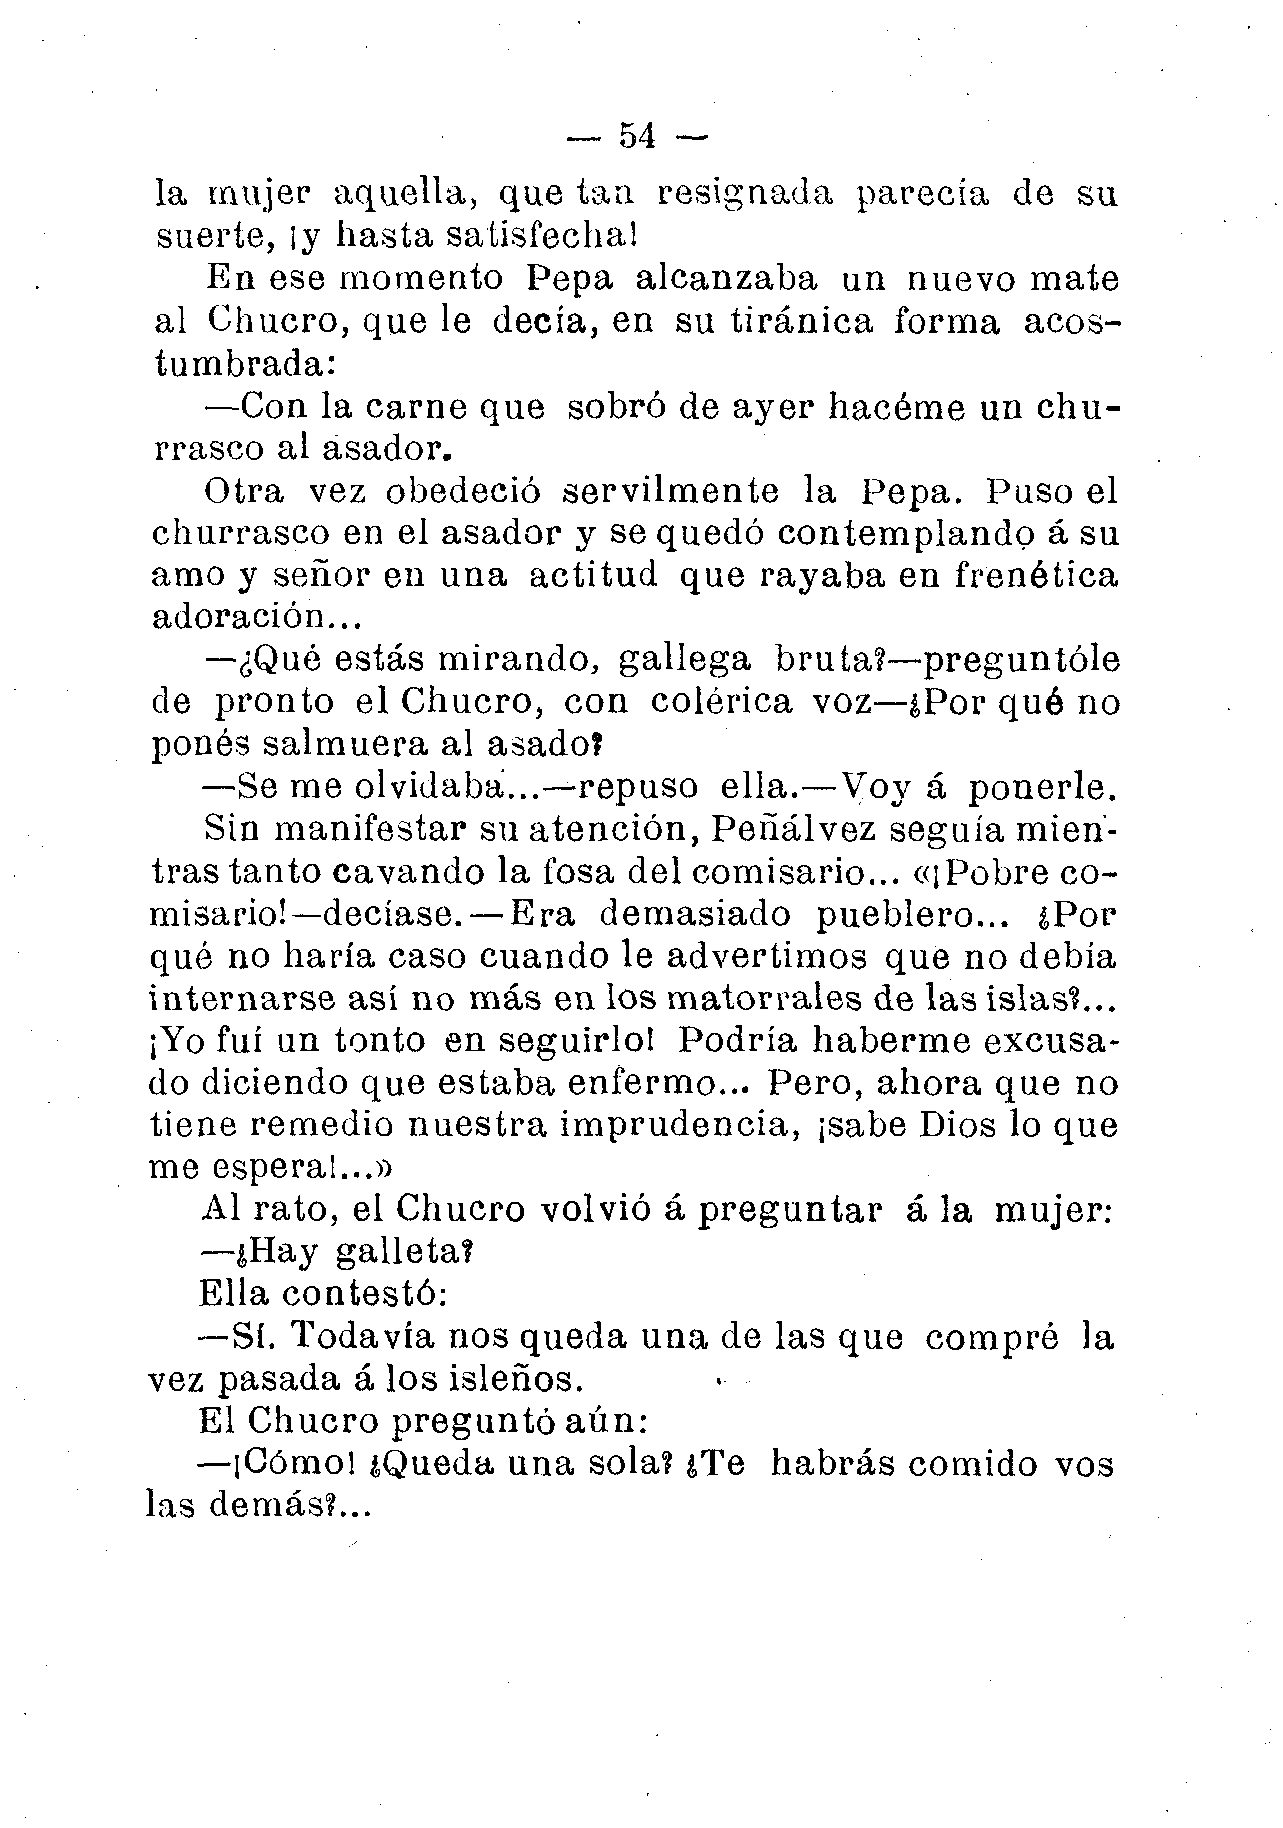 — 54 —
la mujer aquella, que tan resignada parecía de su
suerte, ¡y hasta satisfecha!
En ese momento Pepa alcanzaba un nuevo mate
al Chucro, que le decía, en su tiránica forma acos-
tumbrada:
—Con la carne que sobró de ayer hacéme un chu-
rrasco al asador.
Otra vez obedeció servilmente la Pepa. Puso el
churrasco en el asador y se quedó contemplando á su
amo y señor en una actitud que rayaba en frenética
adoración...
—¿Qué estás mirando, gallega bruta?—preguntóle
de pronto el Chucro, con colérica voz—¿Por qué no
ponés salmuera al asado?
—Se me olvidaba...—repuso ella.—Voy á ponerle.
Sin manifestar su atención, Peñálvez seguía mien-
tras tanto cavando la fosa del comisario... «¡Pobre co-
misario!—decíase.—Era demasiado pueblero... ¿Por
qué no haría caso cuando le advertimos que no debía
internarse así no más en los matorrales de las islas?...
¡Yo fuí un tonto en seguirlo! Podría haberme excusa-
do diciendo que estaba enfermo... Pero, ahora que no
tiene remedio nuestra imprudencia, ¡sabe Dios lo que
me espera!...»
Al rato, el Chucro volvió á preguntar á la mujer:
—¿Hay galleta?
Ella contestó:
—Sí. Todavía nos queda una de las que compré la
vez pasada á los isleños.
El Chucro preguntó aún:
—¡Cómo! ¿Queda una sola? ¿Te habrás comido vos
las demás?...